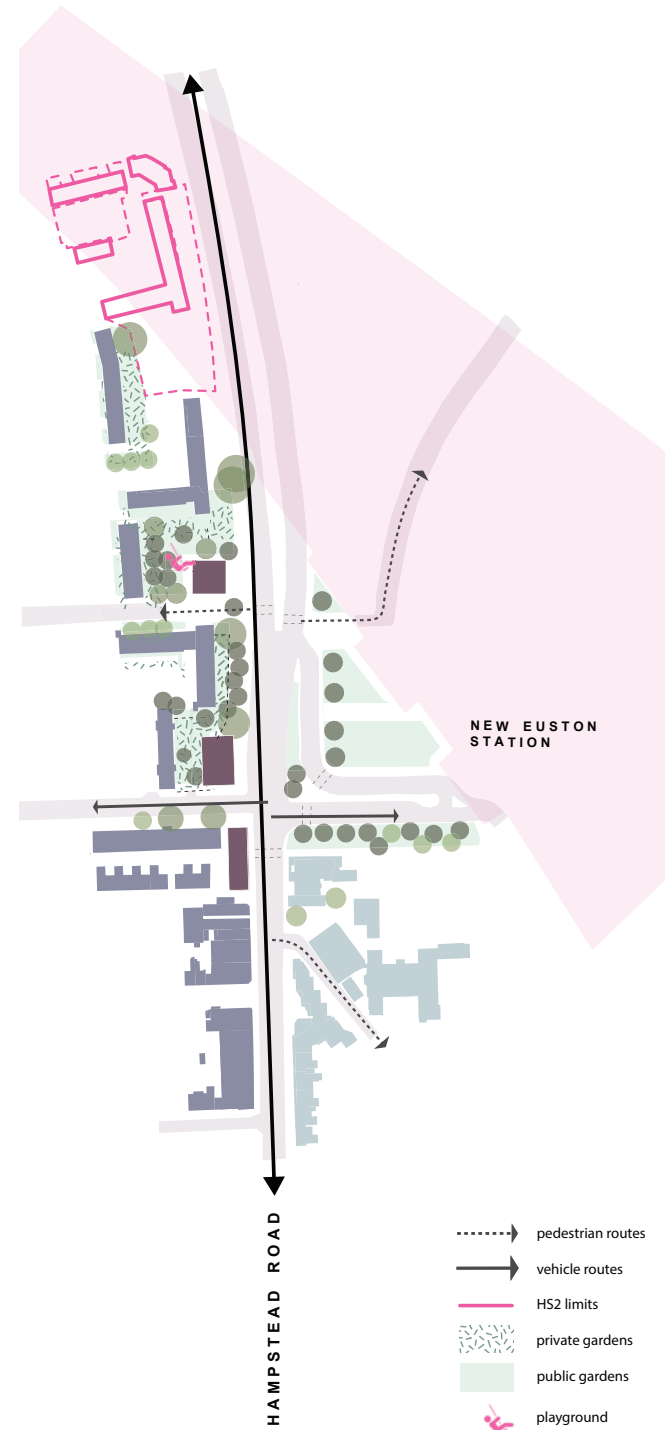 NEW EUSTON
STATION
HAMPSTEAD ROAD
pedestrian routes
vehicle routes
HS2 limits
private gardens
public gardens
playground